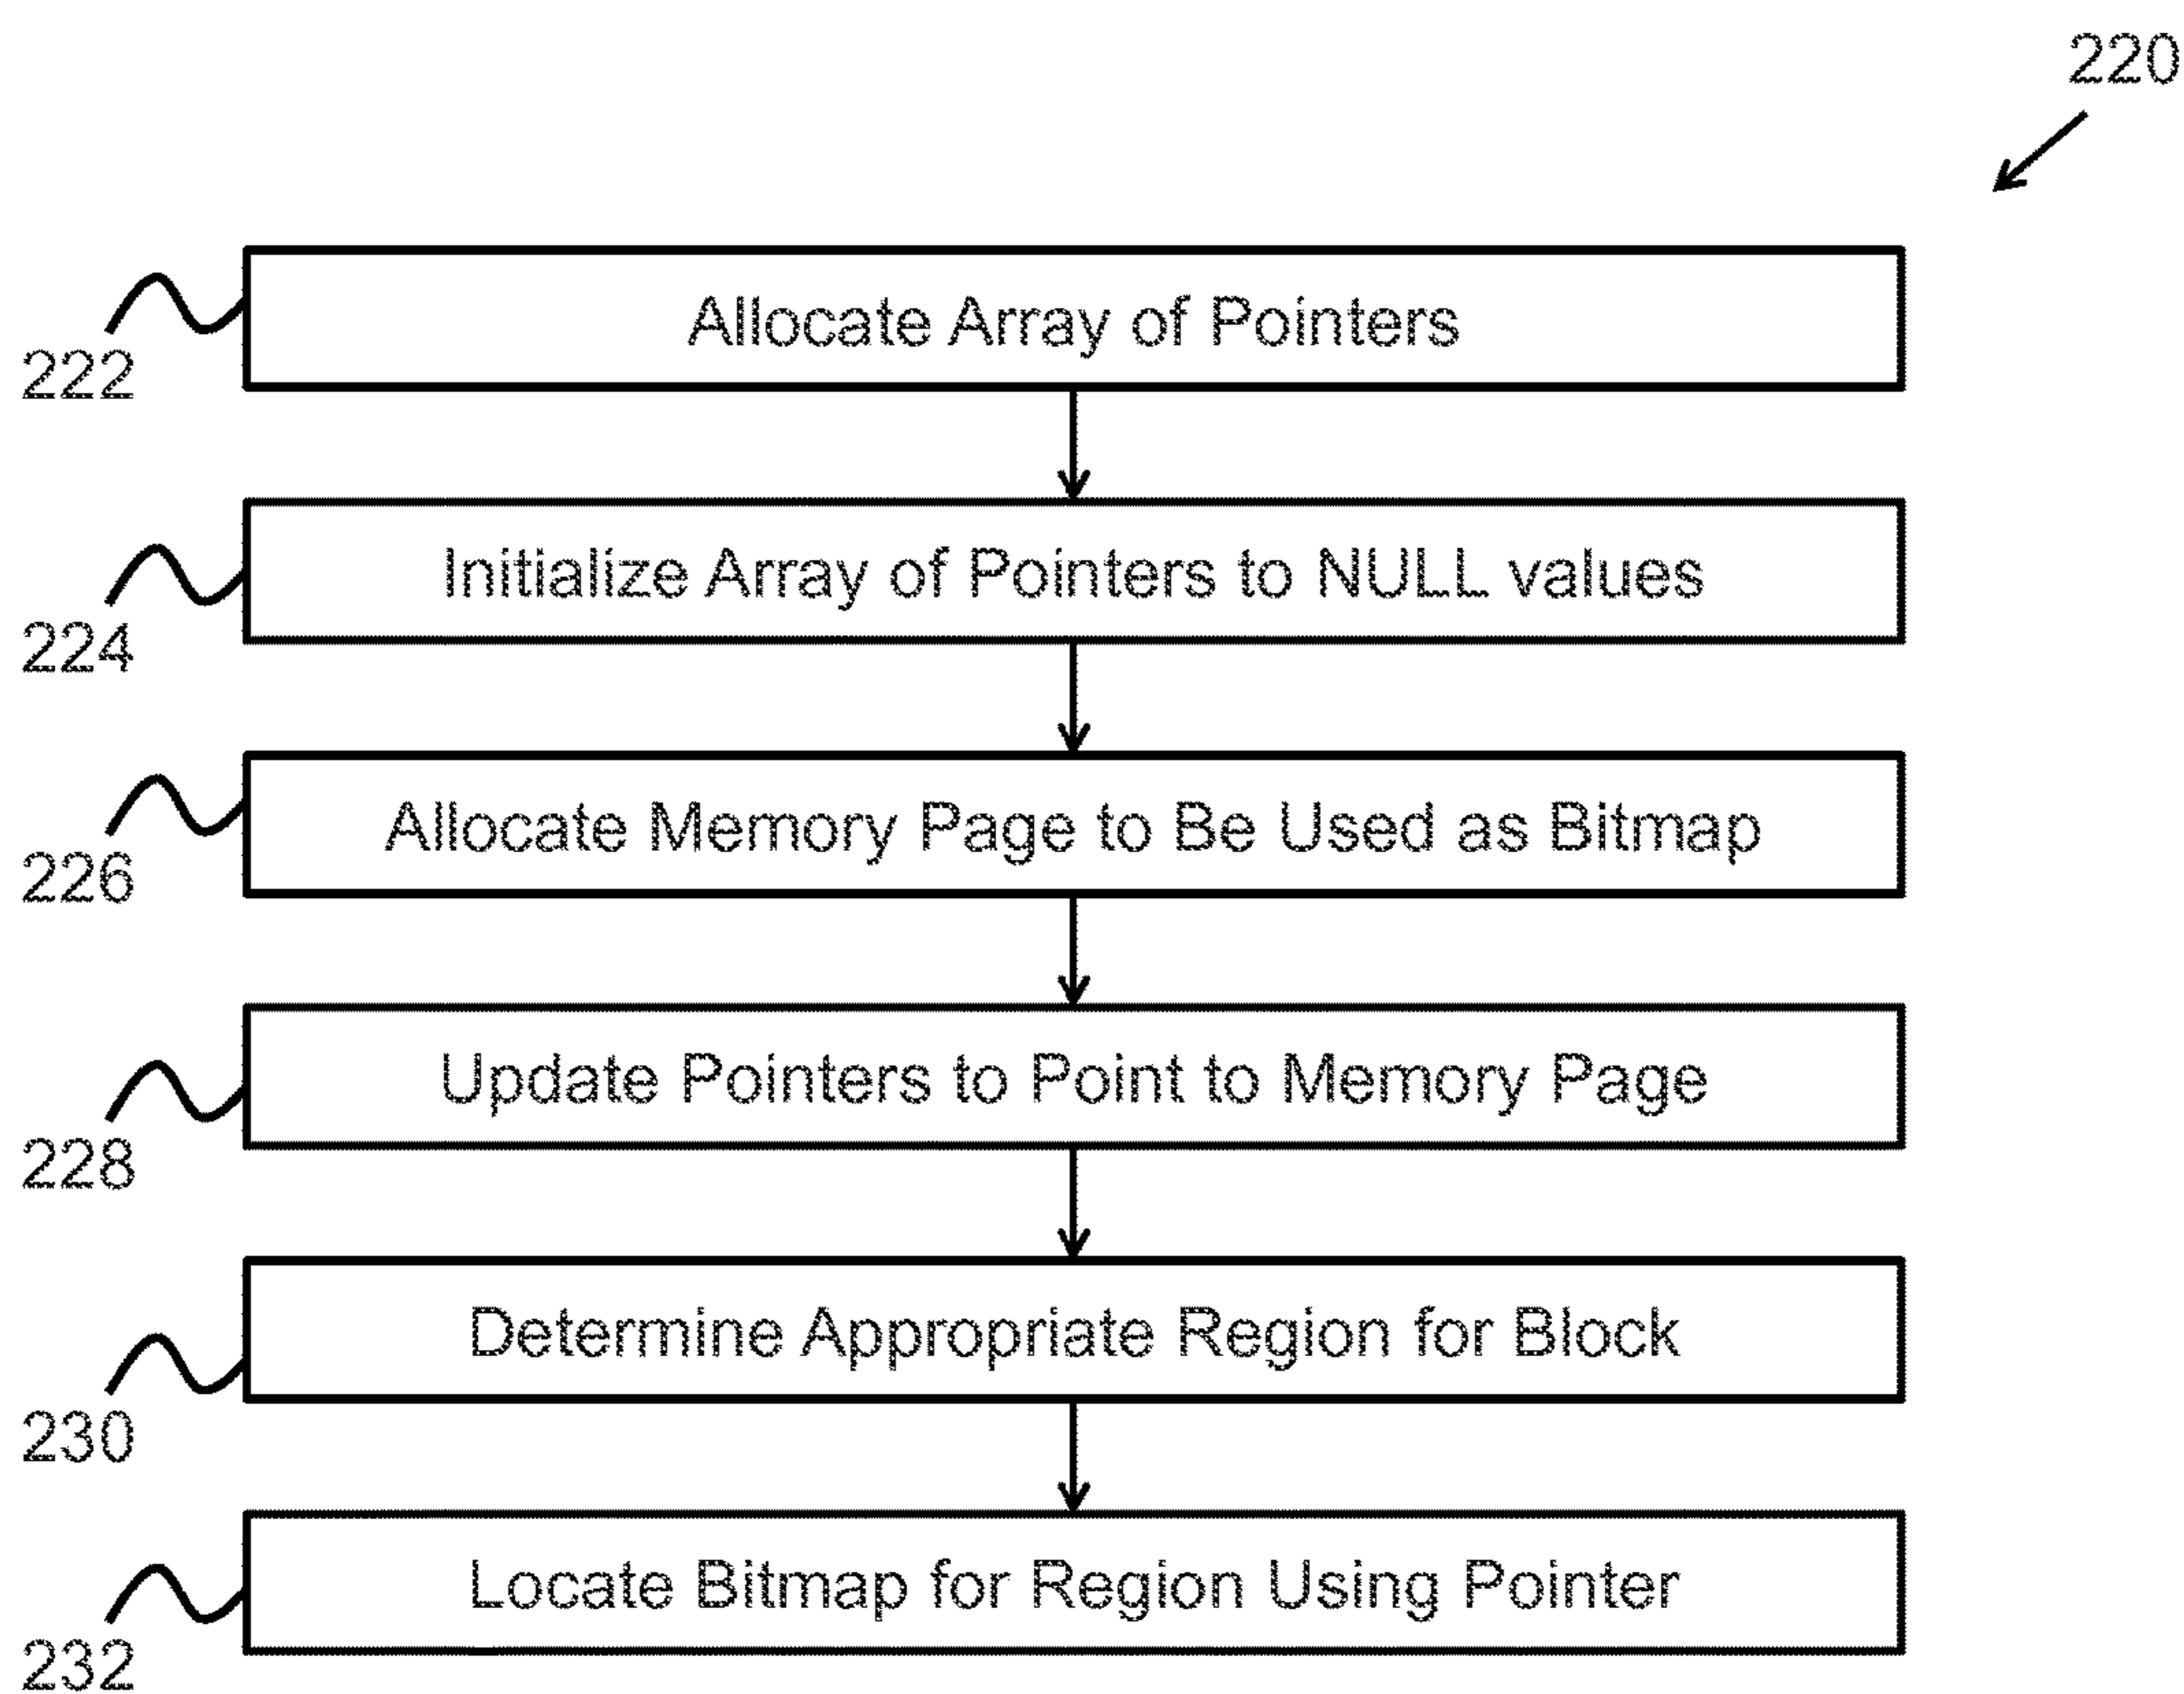 220
Allocate Array of Pointers
222
Initialize Array of Pointers to NULL values
224
Allocate Memory Page to Be Used as Bitmap
226
Update Pointers to Point to Memory Page
228
Determine Appropriate Region for Block
230
Locate Bitmap for Region Using Pointer
232